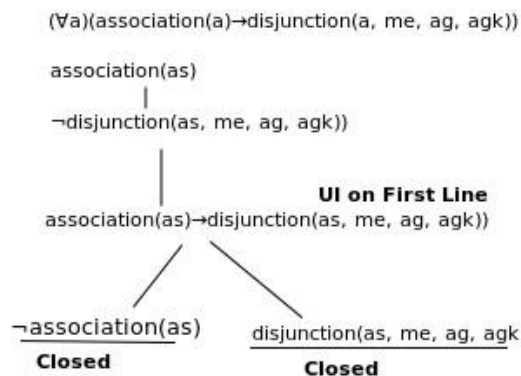 (∀a)(association(a)→disjunction(a, me, ag, agk))
association(as)
¬disjunction(as, me, ag, agk))
UI on First Line
association(as)→disjunction(as, me, ag, agk))
¬association(as)
disjunction(as, me, ag, agk
Closed
Closed